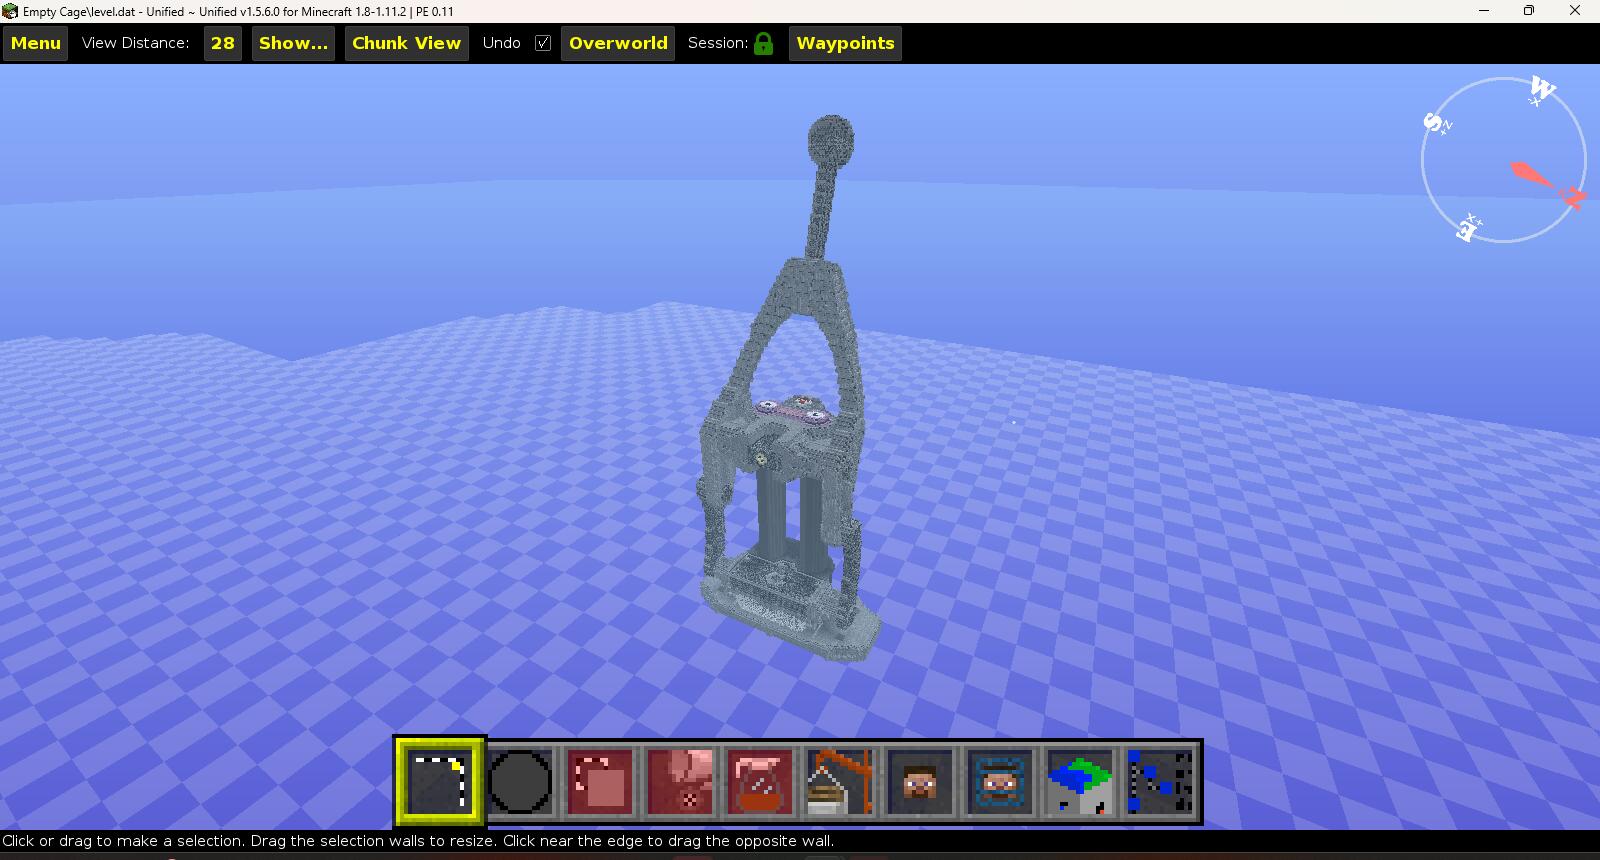 Empty Cage\level.dat - Unified ~ Unified v1.5.6.0 for Minecraft 1.8-1.11.2 | PE 0.11
Menu View Distance: 28 Show... Chunk View Undo Overworld Session: Waypoints
W
-X
S
+Z
-Z
+X
E
Click or drag to make a selection. Drag the selection walls to resize. Click near the edge to drag the opposite wall.